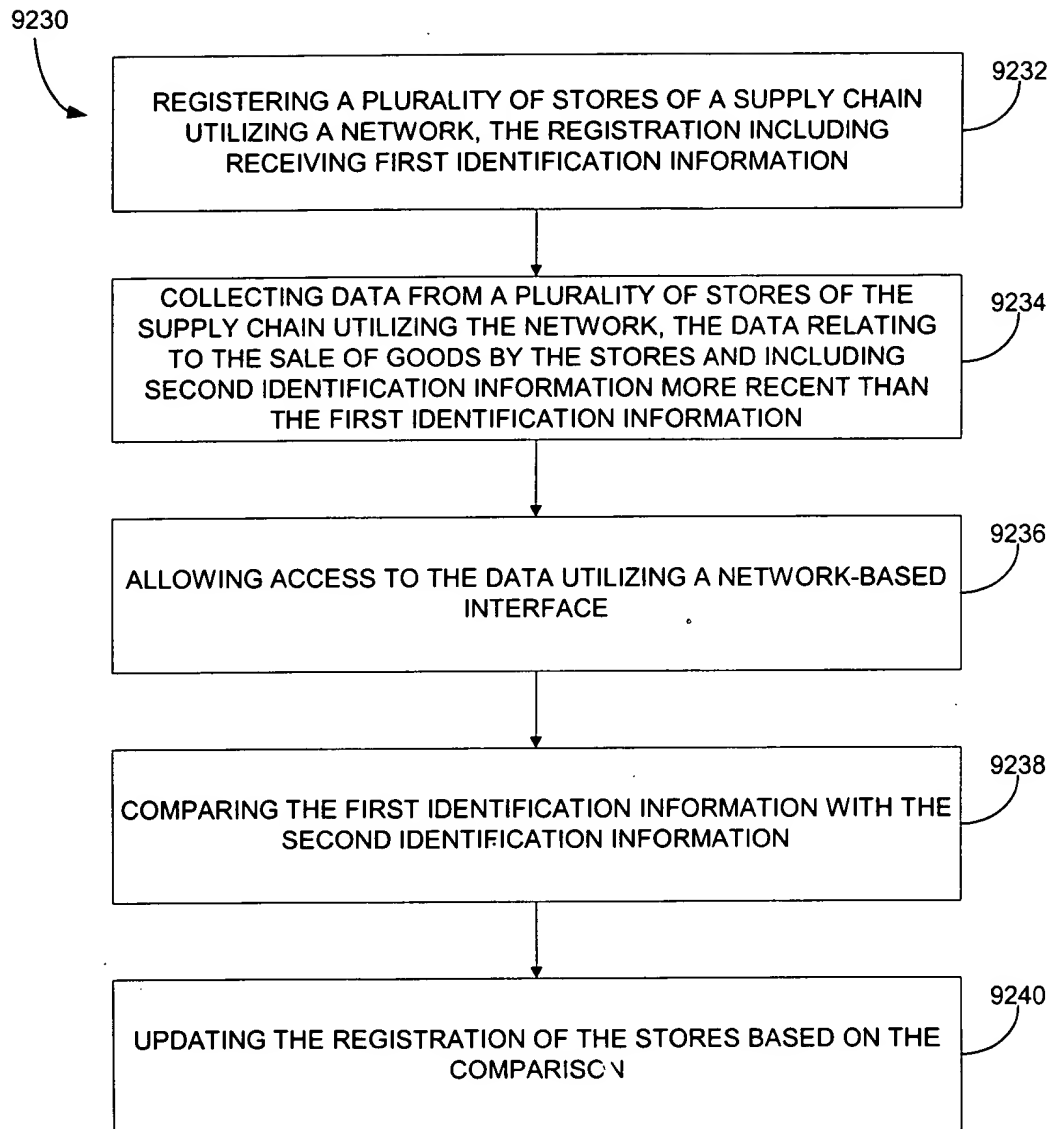 9230
9232
REGISTERING A PLURALITY OF STORES OF A SUPPLY CHAIN
UTILIZING A NETWORK, THE REGISTRATION INCLUDING
RECEIVING FIRST IDENTIFICATION INFORMATION
9234
COLLECTING DATA FROM A PLURALITY OF STORES OF THE
SUPPLY CHAIN UTILIZING THE NETWORK, THE DATA RELATING
TO THE SALE OF GOODS BY THE STORES AND INCLUDING
SECOND IDENTIFICATION INFORMATION MORE RECENT THAN
THE FIRST IDENTIFICATION INFORMATION
9236
ALLOWING ACCESS TO THE DATA UTILIZING A NETWORK-BASED
INTERFACE
9238
COMPARING THE FIRST IDENTIFICATION INFORMATION WITH THE
SECOND IDENTIFICATION INFORMATION
9240
UPDATING THE REGISTRATION OF THE STORES BASED ON THE
COMPARISON